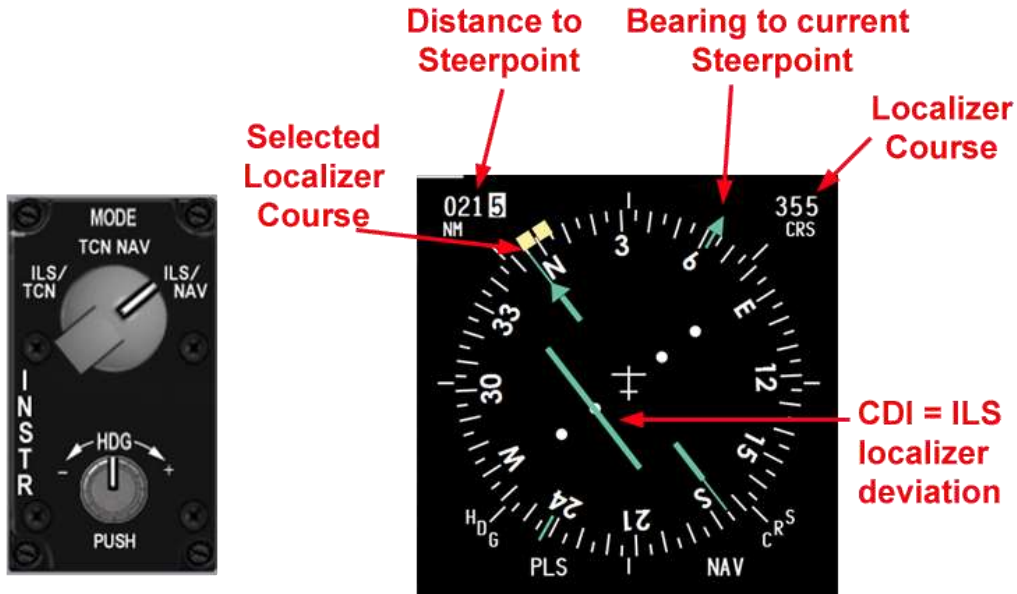 Distance to
Steerpoint
Bearing to current
Steerpoint
Localizer
Course
Selected
Localizer
Course
MODE
TCN NAV
ILS/
TCN
ILS/
NAV
INSTR
HDG
- +
PUSH
021 5
NM
355
CRS
N
3
6
E
12
15
S
21
24
W
30
33
HDG
CRS
PLS
NAV
CDI = ILS
localizer
deviation